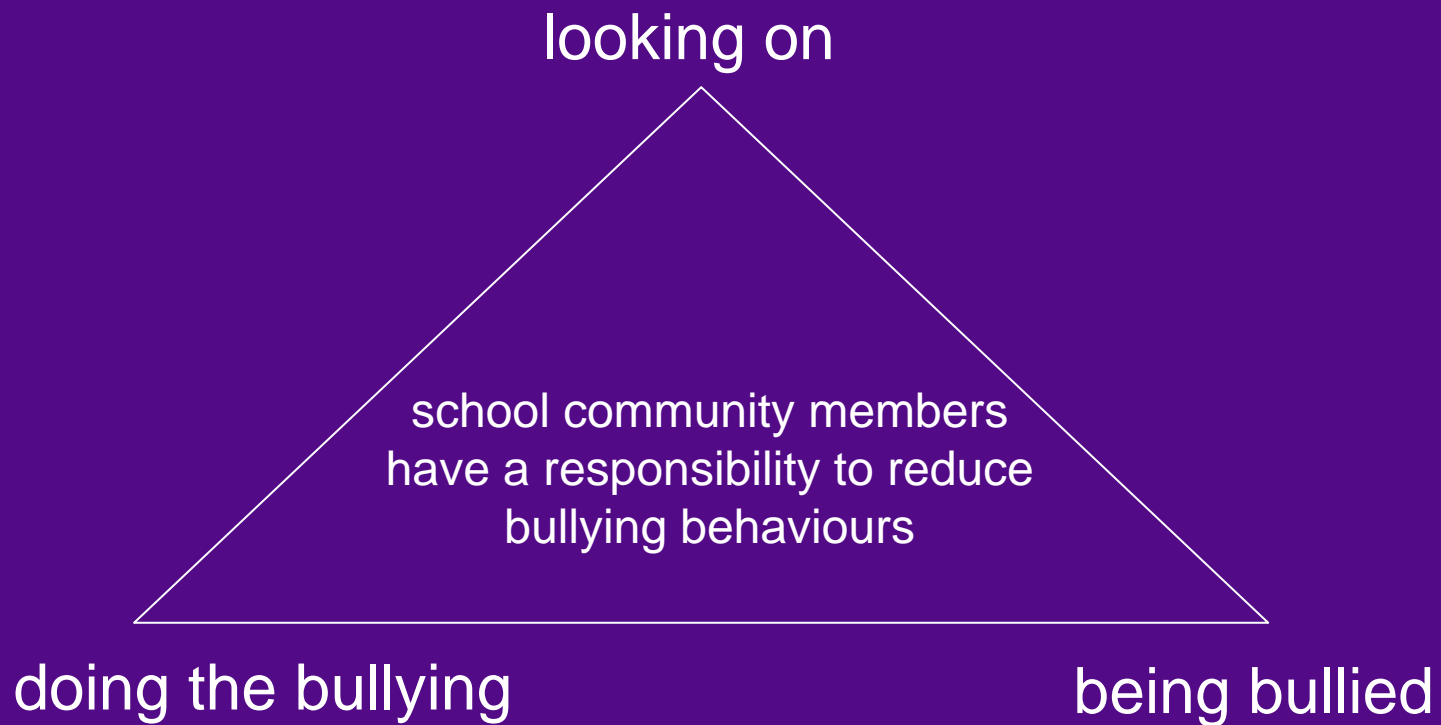 looking on
school community members
have a responsibility to reduce
bullying behaviours
doing the bullying
being bullied